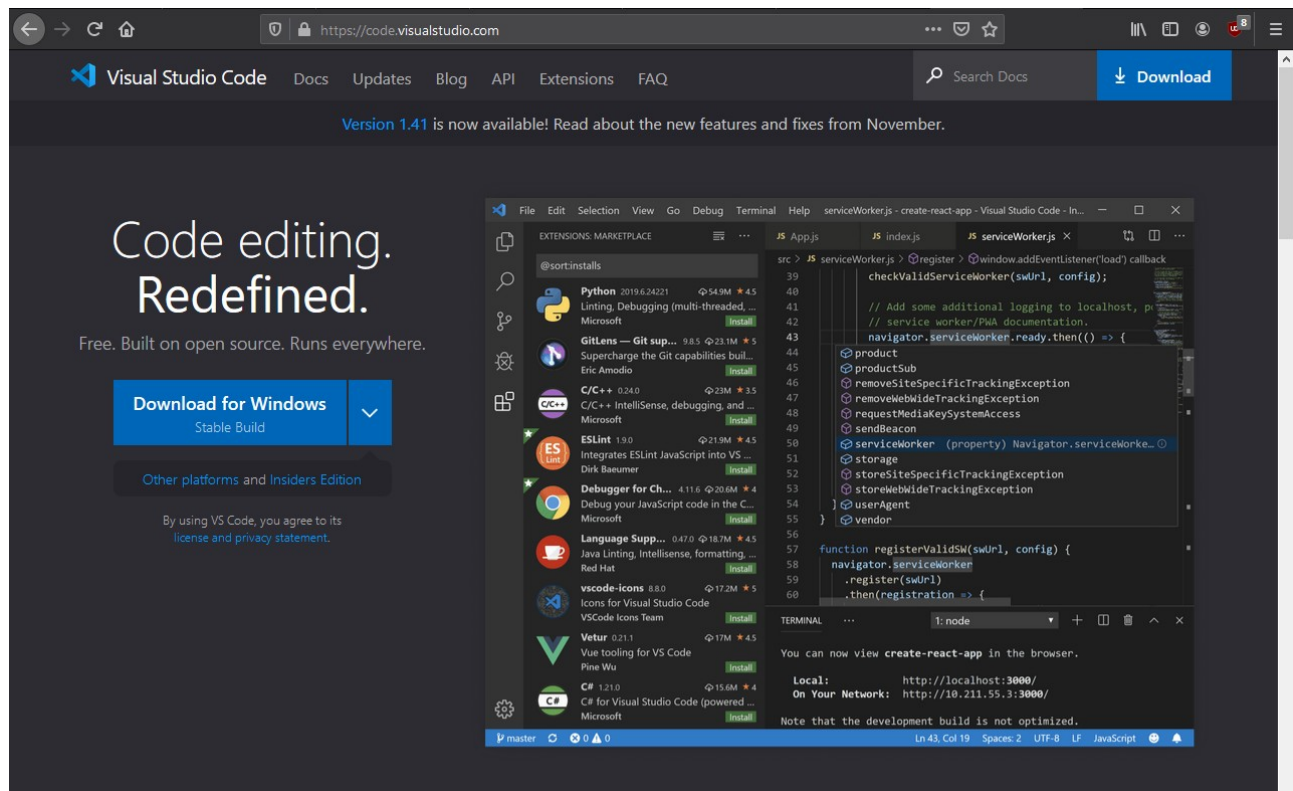 https://code.visualstudio.com
8
Visual Studio Code Docs Updates Blog API Extensions FAQ Search Docs Download
Version 1.41 is now available! Read about the new features and fixes from November.
Code editing.
Redefined.
Free. Built on open source. Runs everywhere.
Download for Windows
Stable Build
Other platforms and Insiders Edition
By using VS Code, you agree to its
license and privacy statement.
File Edit Selection View Go Debug Terminal Help serviceWorker.js - create-react-app - Visual Studio Code - In...
EXTENSIONS: MARKETPLACE
@sort:installs
Python 2019.6.24221 54.9M ★ 4.5
Linting, Debugging (multi-threaded, ...
Microsoft Install
GitLens — Git sup... 9.8.5 23.1M ★ 5
Supercharge the Git capabilities buil...
Eric Amodio Install
C/C++ 0.24.0 23M ★ 3.5
C/C++ IntelliSense, debugging, and ...
Microsoft Install
ESLint 1.9.0 21.9M ★ 4.5
Integrates ESLint JavaScript into VS ...
Dirk Baeumer Install
Debugger for Ch... 4.11.6 20.6M ★ 4
Debug your JavaScript code in the C...
Microsoft Install
Language Supp... 0.47.0 18.7M ★ 4.5
Java Linting, Intellisense, formatting, ...
Red Hat Install
vscode-icons 8.8.0 17.2M ★ 5
Icons for Visual Studio Code
VSCode Icons Team Install
Vetur 0.21.1 17M ★ 4.5
Vue tooling for VS Code
Pine Wu Install
C# 1.21.0 15.6M ★ 4
C# for Visual Studio Code (powered ...
Microsoft Install
C/C++
ES
Lint
C#
JS App.js JS index.js JS serviceWorker.js
src > JS serviceWorker.js > register > window.addEventListener('load') callback
39 checkValidServiceWorker(swUrl, config);
40
41 // Add some additional logging to localhost, p
42 // service worker/PWA documentation.
43 navigator.serviceWorker.ready.then(() => {
44 product
45 productSub
46 removeSiteSpecificTrackingException
47 removeWebWideTrackingException
48 requestMediaKeySystemAccess
49 sendBeacon
50 serviceWorker (property) Navigator.serviceWorke...
51 storage
52 storeSiteSpecificTrackingException
53 storeWebWideTrackingException
54 } userAgent
55 } vendor
56
57 function registerValidSW(swUrl, config) {
58 navigator.serviceWorker
59 .register(swUrl)
60 .then(registration => {
TERMINAL ... 1: node
You can now view create-react-app in the browser.
Local: http://localhost:3000/
On Your Network: http://10.211.55.3:3000/
Note that the development build is not optimized.
master 0 0 Ln 43, Col 19 Spaces: 2 UTF-8 LF JavaScript